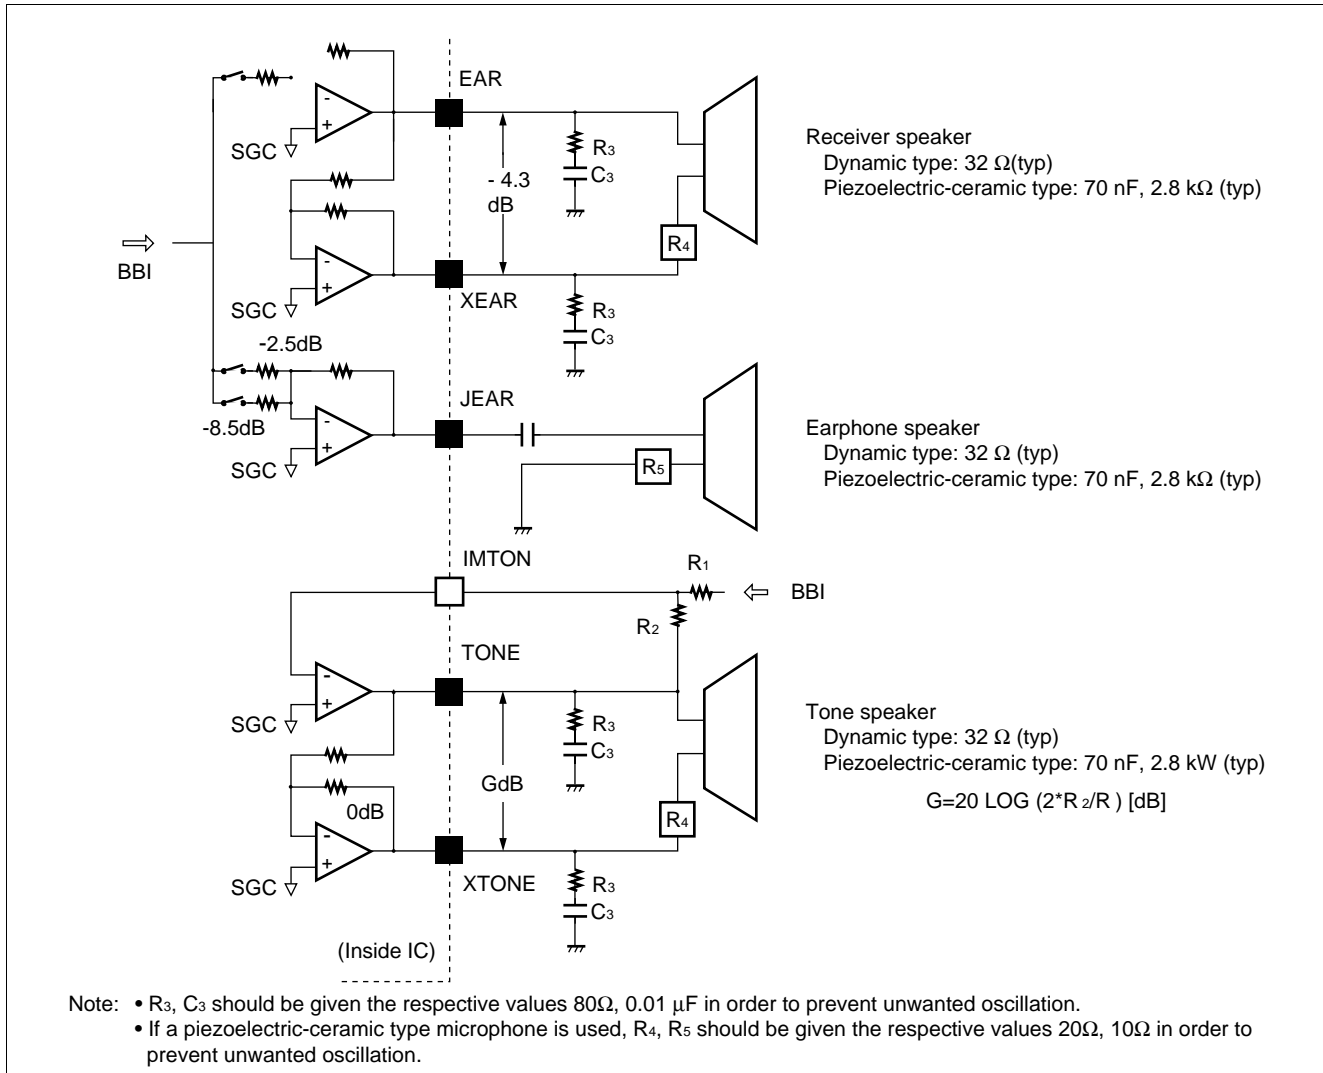 EAR
-
+
SGC
R3
C3
- 4.3
dB
Receiver speaker
Dynamic type: 32 Ω(typ)
Piezoelectric-ceramic type: 70 nF, 2.8 kΩ (typ)
R4
BBI
-
+
SGC
XEAR
R3
C3
-2.5dB
JEAR
-8.5dB
-
+
SGC
R5
Earphone speaker
Dynamic type: 32 Ω (typ)
Piezoelectric-ceramic type: 70 nF, 2.8 kΩ (typ)
IMTON
R1
BBI
R2
TONE
-
+
SGC
R3
C3
GdB
Tone speaker
Dynamic type: 32 Ω (typ)
Piezoelectric-ceramic type: 70 nF, 2.8 kW (typ)
G=20 LOG (2*R 2/R ) [dB]
0dB
R4
-
+
SGC
XTONE
R3
C3
(Inside IC)
Note: • R3, C3 should be given the respective values 80Ω, 0.01 μF in order to prevent unwanted oscillation.
• If a piezoelectric-ceramic type microphone is used, R4, R5 should be given the respective values 20Ω, 10Ω in order to
prevent unwanted oscillation.